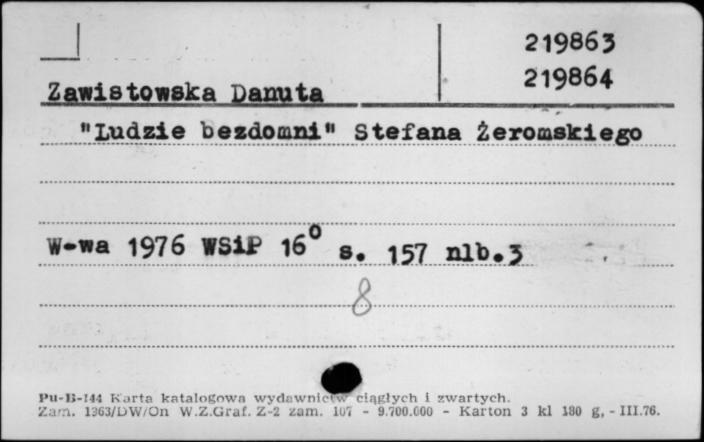 219863
219864
Zawistowska Danuta
"Ludzie bezdomni" Stefana Żeromskiego
W-wa 1976 WSiP 16° s. 157 nlb.3
8
Pu-B-144 Karta katalogowa wydawnictw ciągłych i zwartych.
Zam. 1363/DW/On W.Z.Graf. Z-2 zam. 107 - 9.700.000 - Karton 3 kl 180 g, - III.76.